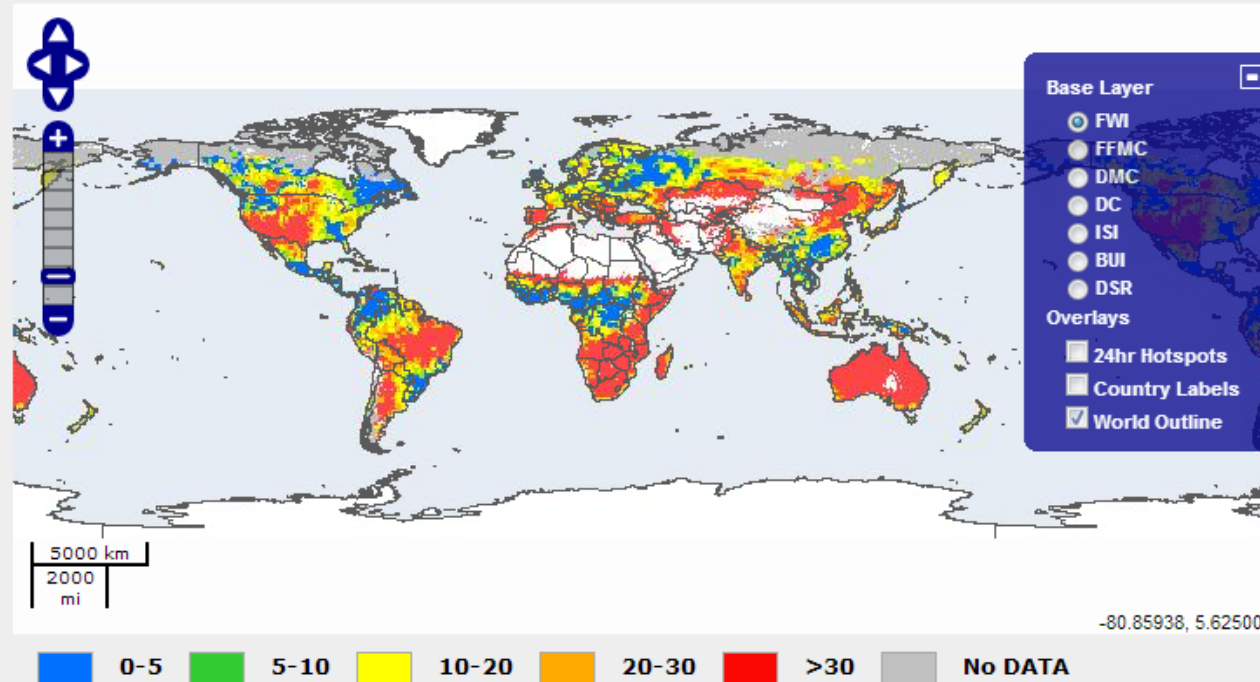 Base Layer
FWI
FFMC
DMC
DC
ISI
BUI
DSR
Overlays
24hr Hotspots
Country Labels
World Outline
5000 km
2000
mi
-80.85938, 5.62500
0-5 5-10 10-20 20-30 >30 No DATA